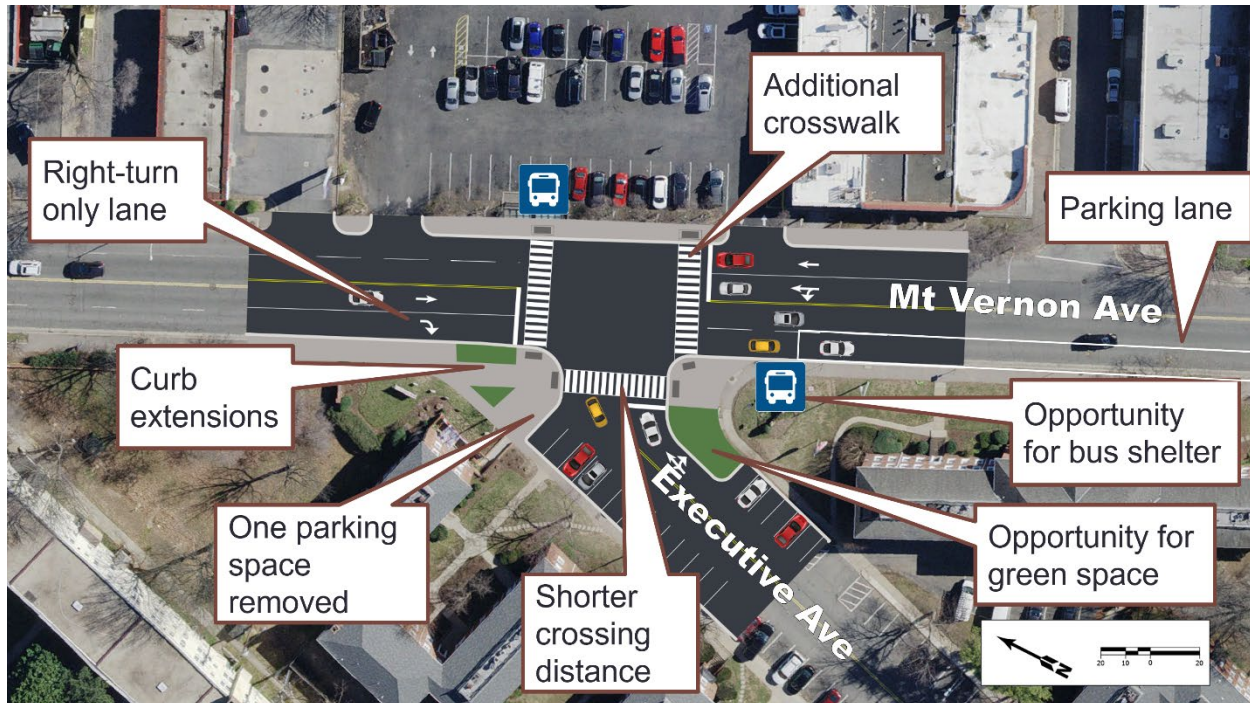 Additional
crosswalk
Right-turn
only lane
Parking lane
Mt Vernon Ave
Curb
extensions
Opportunity
for bus shelter
One parking
space
removed
Executive Ave
Shorter
crossing
distance
Opportunity for
green space
N
20 10 0 20